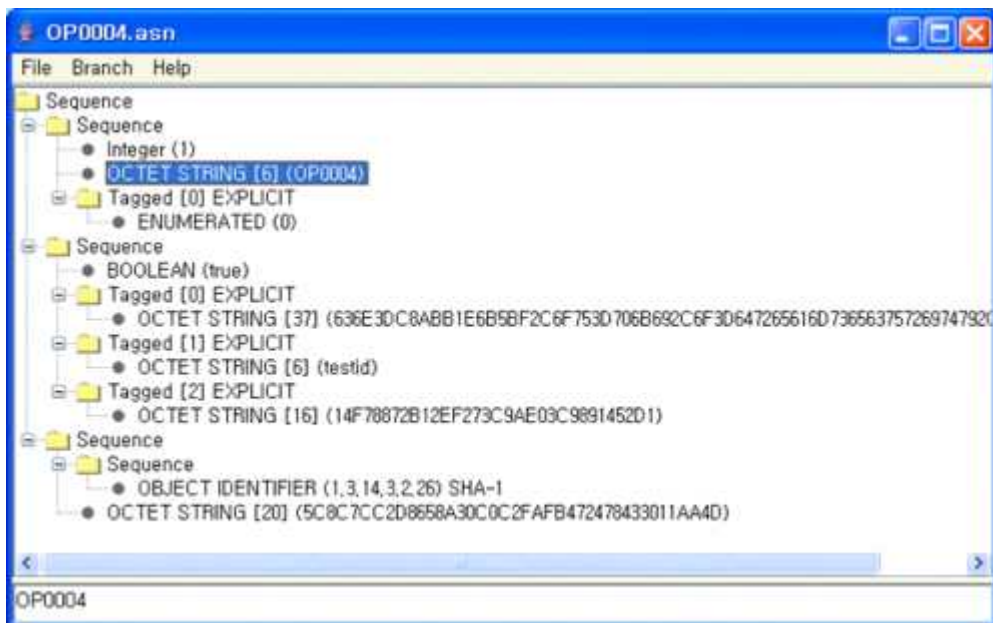 OP0004.asn
File Branch Help
Sequence
Sequence
Integer (1)
OCTET STRING [6] (OP0004)
Tagged [0] EXPLICIT
ENUMERATED (0)
Sequence
BOOLEAN (true)
Tagged [0] EXPLICIT
OCTET STRING [37] (636E3DC8ABB1E6B5BF2C6F753D706B692C6F3D647265616D736563757269747920
Tagged [1] EXPLICIT
OCTET STRING [6] (testid)
Tagged [2] EXPLICIT
OCTET STRING [16] (14F78872B12EF273C9AE03C9891452D1)
Sequence
Sequence
OBJECT IDENTIFIER (1,3,14,3,2,26) SHA-1
OCTET STRING [20] (5C8C7CC2D8658A30C0C2FAFB472478433011AA4D)
OP0004